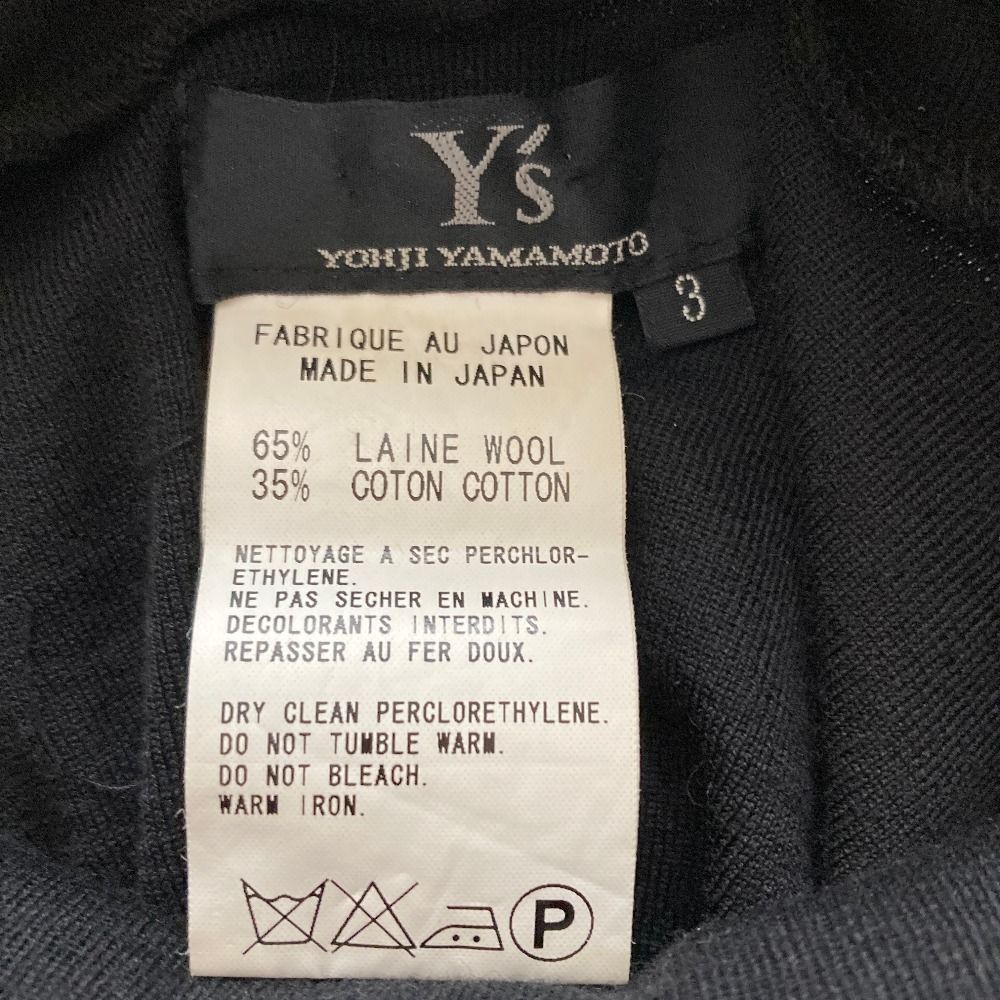 Y's
YOHJI YAMAMOTO
3
FABRIQUE AU JAPON
MADE IN JAPAN
65% LAINE WOOL
35% COTON COTTON
NETTOYAGE A SEC PERCHLOR-
ETHYLENE.
NE PAS SECHER EN MACHINE.
DECOLORANTS INTERDITS.
REPASSER AU FER DOUX.
DRY CLEAN PERCLORETHYLENE.
DO NOT TUMBLE WARM.
DO NOT BLEACH.
WARM IRON.
P